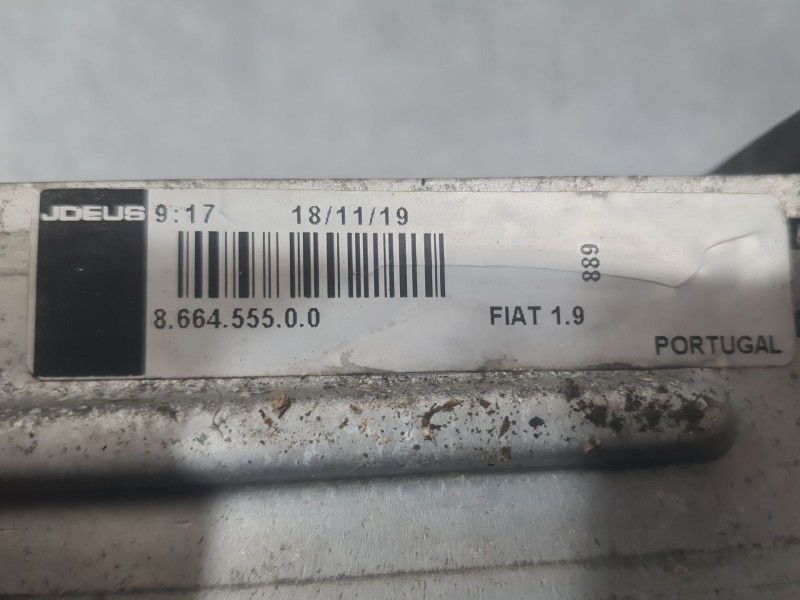 JDEUS 9:17 18/11/19
889
8.664.555.0.0 FIAT 1.9
PORTUGAL